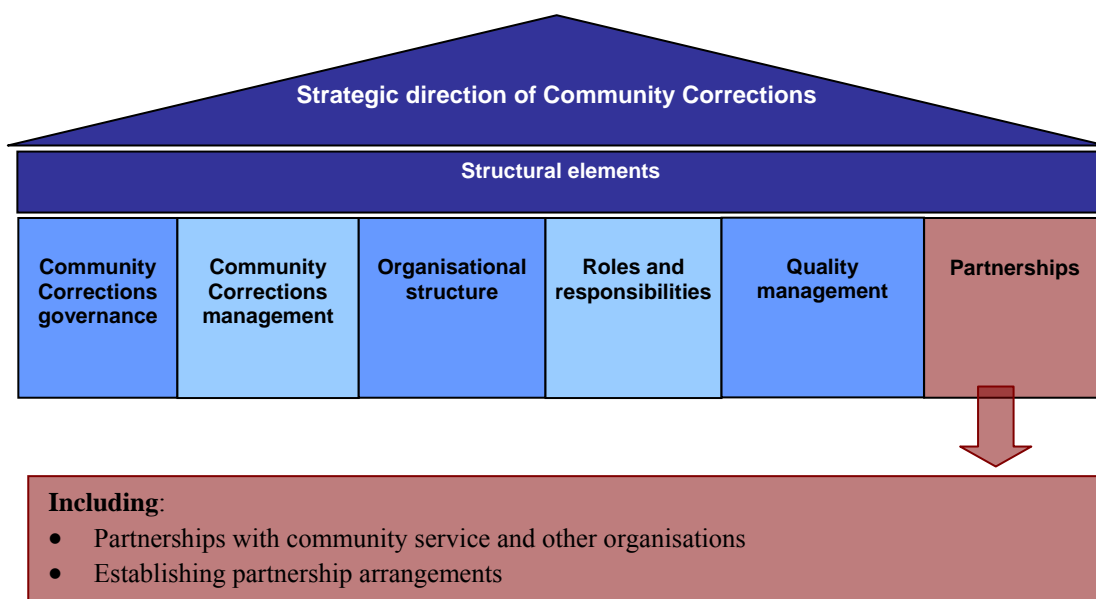 Strategic direction of Community Corrections
Structural elements
Community
Corrections
governance
Community
Corrections
management
Organisational
structure
Roles and
responsibilities
Quality
management
Partnerships
Including:
• Partnerships with community service and other organisations
• Establishing partnership arrangements